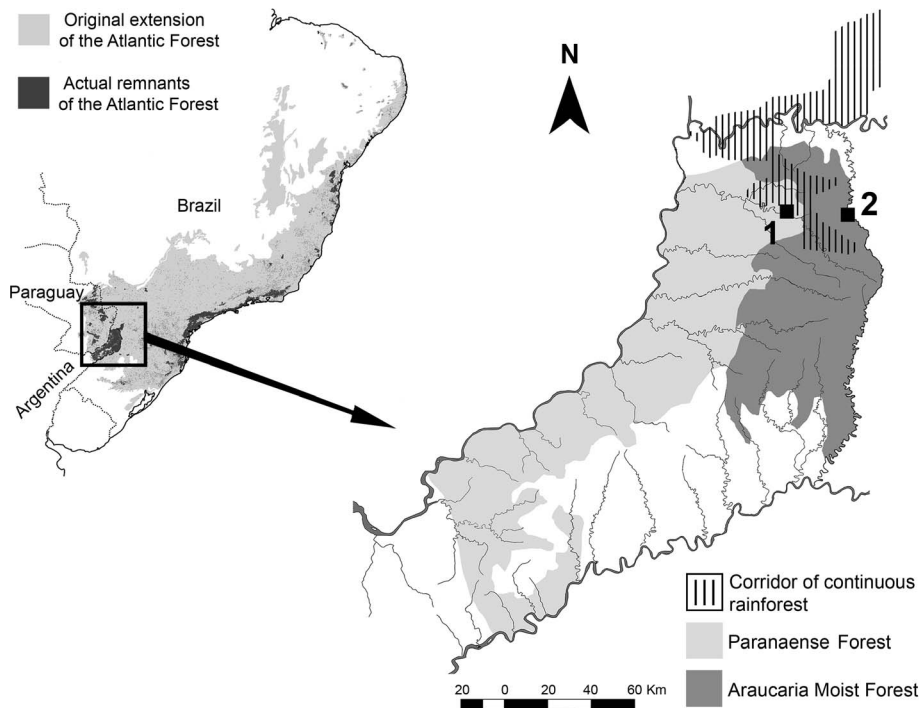 Original extension
of the Atlantic Forest
Actual remnants
of the Atlantic Forest
Brazil
Paraguay
Argentina
N
1
2
Corridor of continuous
rainforest
Paranaense Forest
Araucaria Moist Forest
20 0 20 40 60 Km